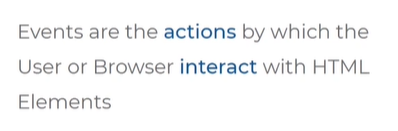 Events are the actions by which the
User or Browser interact with HTML
Elements